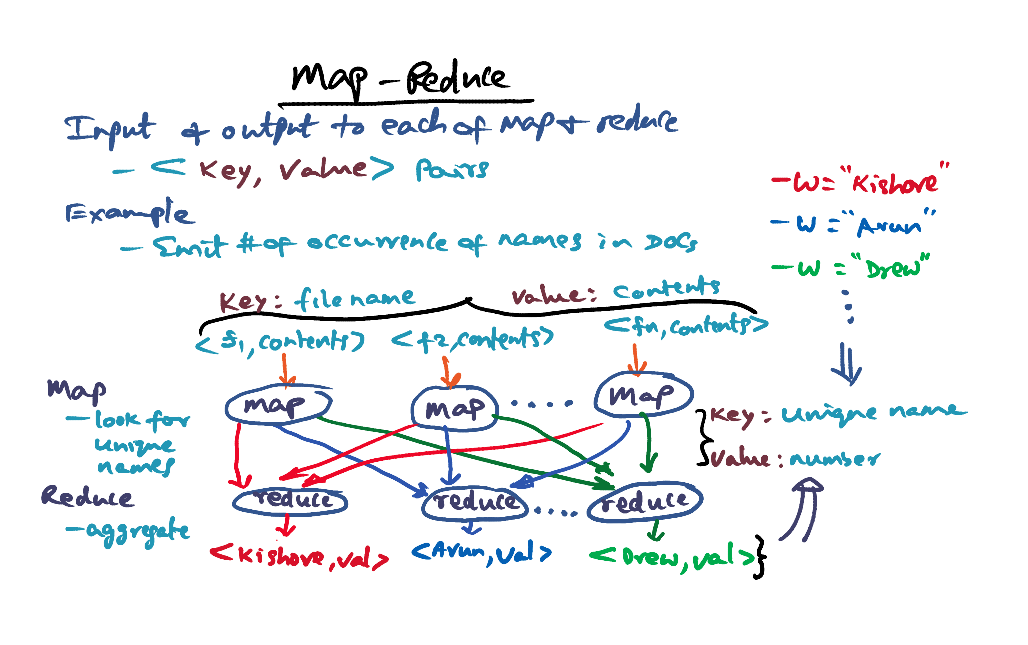 Map - Reduce
Input & output to each of map & reduce
- < Key, Value > pairs
Example
- Emit # of occurrence of names in DOCs
- W="Kishore"
- W="Arun"
- W="Drew"
Key: filename
Value: contents
<f1, contents> <f2, contents> <fn, contents>
Map
- look for unique names
map map .... map
Key: unique name
Value: number
Reduce
- aggregate
reduce reduce .... reduce
<Kishore, val> <Arun, val> <Drew, val>